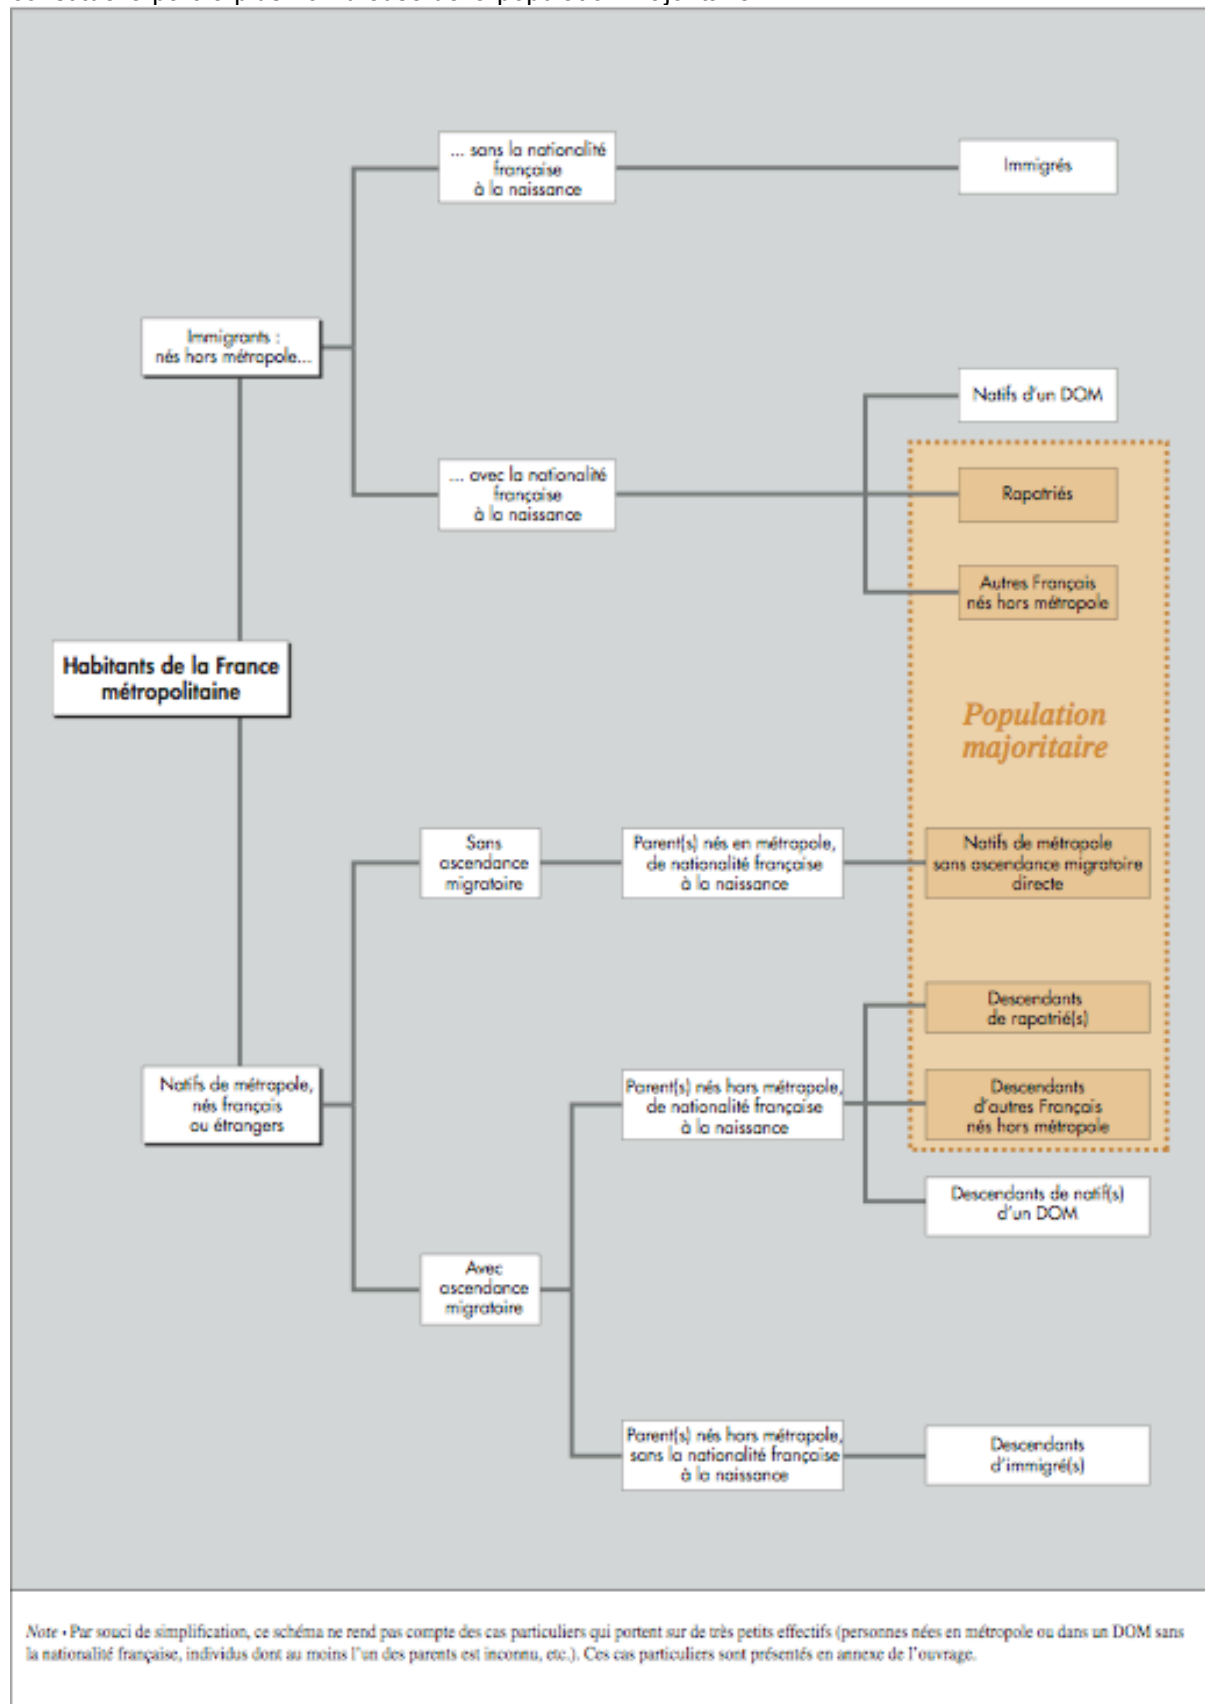 ... sans la nationalité
française
à la naissance
Immigrés
Immigrants :
nés hors métropole...
Natifs d'un DOM
... avec la nationalité
française
à la naissance
Rapatriés
Autres Français
nés hors métropole
Habitants de la France
métropolitaine
Population
majoritaire
Sans
ascendance
migratoire
Parent(s) nés en métropole,
de nationalité française
à la naissance
Natifs de métropole
sans ascendance migratoire
directe
Descendants
de rapatrié(s)
Natifs de métropole,
nés français
ou étrangers
Parent(s) nés hors métropole,
de nationalité française
à la naissance
Descendants
d'autres Français
nés hors métropole
Descendants de natif(s)
d'un DOM
Avec
ascendance
migratoire
Parent(s) nés hors métropole,
sans la nationalité française
à la naissance
Descendants
d'immigré(s)
Note • Par souci de simplification, ce schéma ne rend pas compte des cas particuliers qui portent sur de très petits effectifs (personnes nées en métropole ou dans un DOM sans
la nationalité française, individus dont au moins l'un des parents est inconnu, etc.). Ces cas particuliers sont présentés en annexe de l'ouvrage.